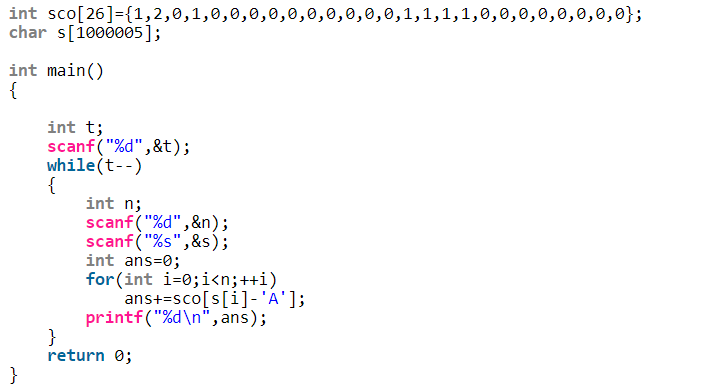 int sco[26]={1,2,0,1,0,0,0,0,0,0,0,0,0,0,1,1,1,1,0,0,0,0,0,0,0,0};
char s[1000005];
int main()
{
int t;
scanf("%d",&t);
while(t--)
{
int n;
scanf("%d",&n);
scanf("%s",&s);
int ans=0;
for(int i=0;i<n;++i)
ans+=sco[s[i]-'A'];
printf("%d\n",ans);
}
return 0;
}